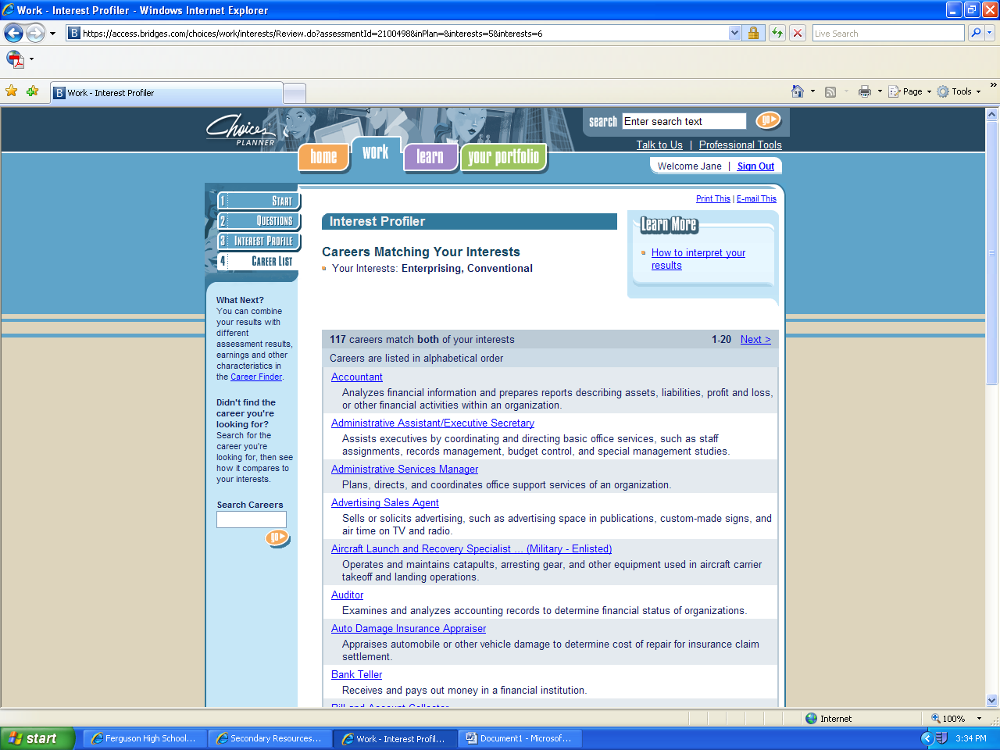 Work - Interest Profiler - Windows Internet Explorer
https://access.bridges.com/choices/work/interests/Review.do?assessmentId=2100498&inPlan=&interests=5&interests=6
Live Search
Work - Interest Profiler
Page
Tools
Choices
PLANNER
search
Enter search text
go
home
work
learn
your portfolio
Talk to Us | Professional Tools
Welcome Jane | Sign Out
1 START
2 QUESTIONS
3 INTEREST PROFILE
4 CAREER LIST
What Next?
You can combine
your results with
different
assessment results,
earnings and other
characteristics in
the Career Finder.
Didn't find the
career you're
looking for?
Search for the
career you're
looking for, then see
how it compares to
your interests.
Search Careers
go
Print This | E-mail This
Interest Profiler
Learn More
How to interpret your
results
Careers Matching Your Interests
Your Interests: Enterprising, Conventional
117 careers match both of your interests 1-20 Next >
Careers are listed in alphabetical order
Accountant
Analyzes financial information and prepares reports describing assets, liabilities, profit and loss,
or other financial activities within an organization.
Administrative Assistant/Executive Secretary
Assists executives by coordinating and directing basic office services, such as staff
assignments, records management, budget control, and special management studies.
Administrative Services Manager
Plans, directs, and coordinates office support services of an organization.
Advertising Sales Agent
Sells or solicits advertising, such as advertising space in publications, custom-made signs, and
air time on TV and radio.
Aircraft Launch and Recovery Specialist ... (Military - Enlisted)
Operates and maintains catapults, arresting gear, and other equipment used in aircraft carrier
takeoff and landing operations.
Auditor
Examines and analyzes accounting records to determine financial status of organizations.
Auto Damage Insurance Appraiser
Appraises automobile or other vehicle damage to determine cost of repair for insurance claim
settlement.
Bank Teller
Receives and pays out money in a financial institution.
Bill and Account Collector
Internet
100%
start
Ferguson High School...
Secondary Resources...
Work - Interest Profil...
Document1 - Microsof...
3:34 PM